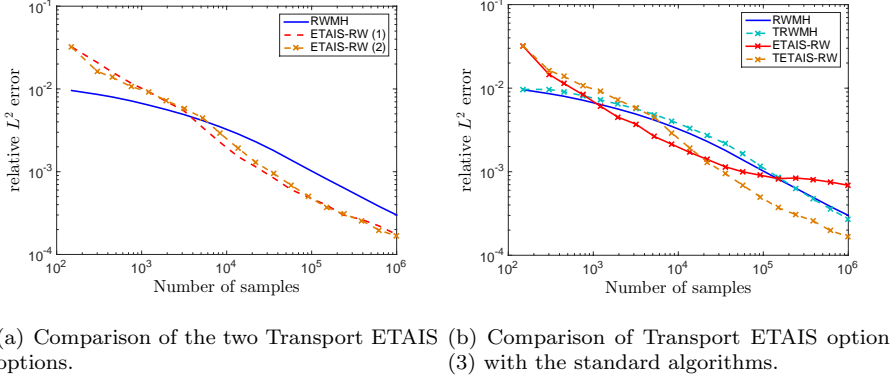 10^-1
10^-2
10^-3
10^-4
relative L^2 error
10^2
10^3
10^4
10^5
10^6
Number of samples
RWMH
ETAIS-RW (1)
ETAIS-RW (2)
10^-1
10^-2
10^-3
10^-4
relative L^2 error
10^2
10^3
10^4
10^5
10^6
Number of samples
RWMH
TRWMH
ETAIS-RW
TETAIS-RW
(a) Comparison of the two Transport ETAIS
options.
(b) Comparison of Transport ETAIS option
(3) with the standard algorithms.